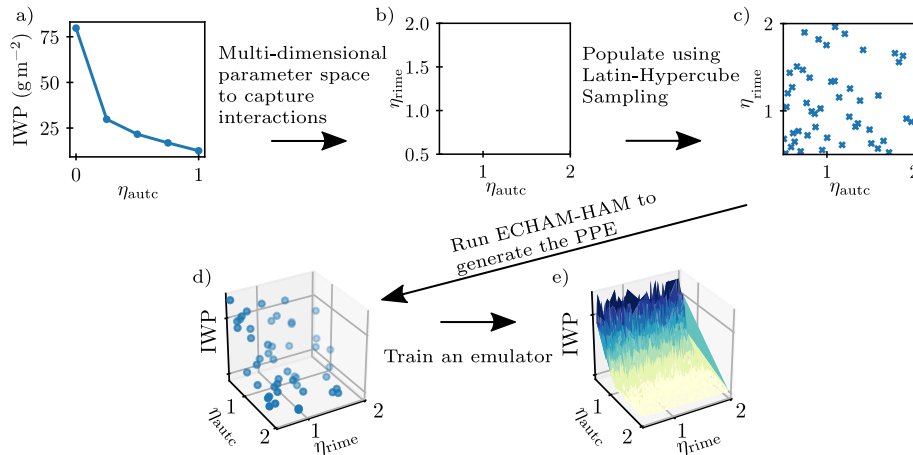 a)
IWP (g m⁻²)
75
50
25
0
1
η_autc
Multi-dimensional
parameter space
to capture
interactions
b)
η_rime
2.0
1.5
1.0
0.5
1
2
η_autc
Populate using
Latin-Hypercube
Sampling
c)
η_rime
2
1
1
2
η_autc
Run ECHAM-HAM to
generate the PPE
d)
IWP
1
2
η_autc
1
2
η_rime
Train an emulator
e)
IWP
1
2
η_autc
1
2
η_rime